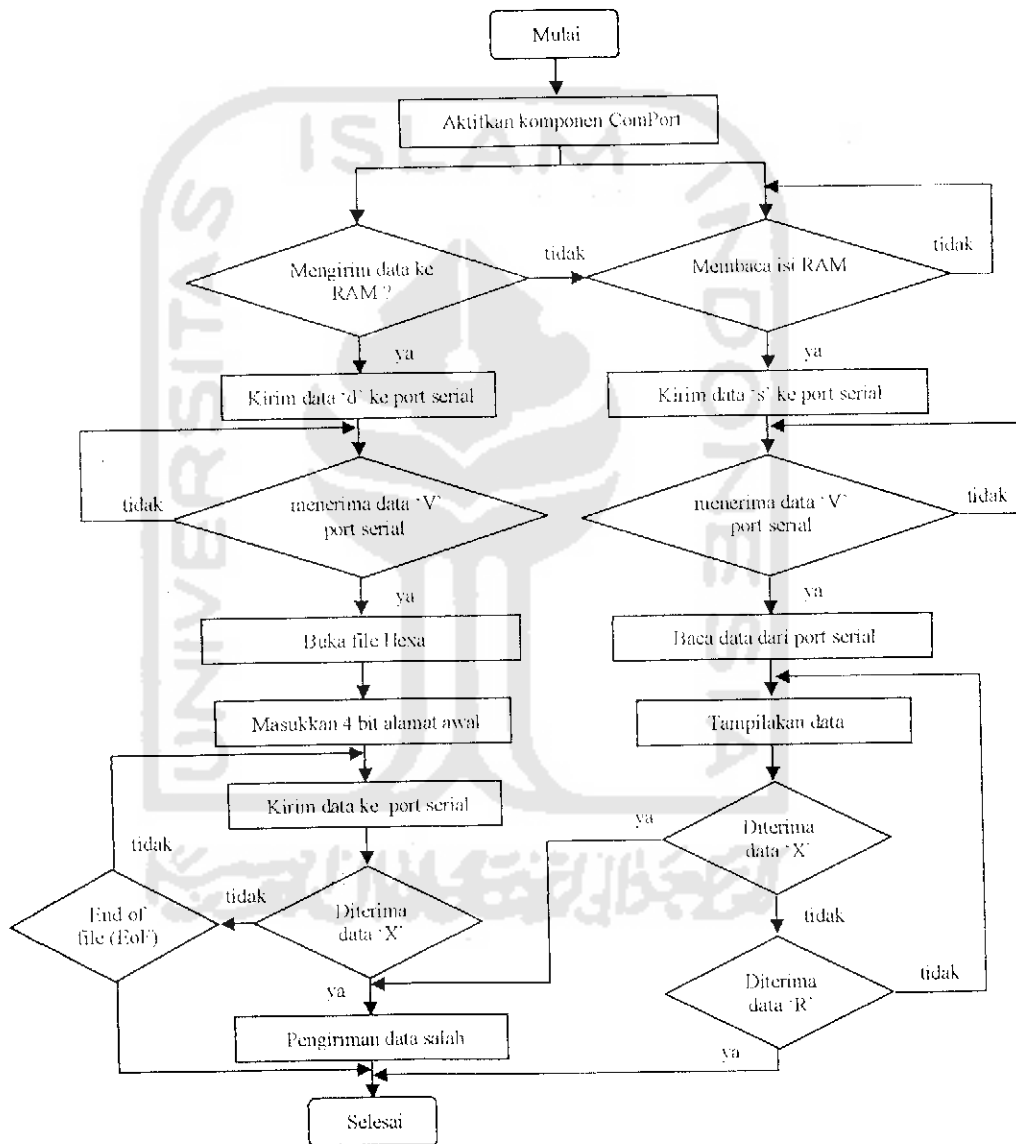 Mulai
Aktifkan komponen ComPort
ISLAM
UNIVERSITAS
INDONESIA
Mengirim data ke
RAM ?
tidak
Membaca isi RAM
tidak
ya
ya
Kirim data 'd' ke port serial
Kirim data 's' ke port serial
menerima data 'V'
port serial
tidak
menerima data 'V'
port serial
tidak
ya
ya
Buka file Hexa
Baca data dari port serial
Masukkan 4 bit alamat awal
Tampilakan data
Kirim data ke port serial
ya
Diterima
data 'X'
tidak
End of
file (EoF)
tidak
Diterima
data 'X'
tidak
ya
Diterima
data 'R'
tidak
Pengiriman data salah
ya
Selesai